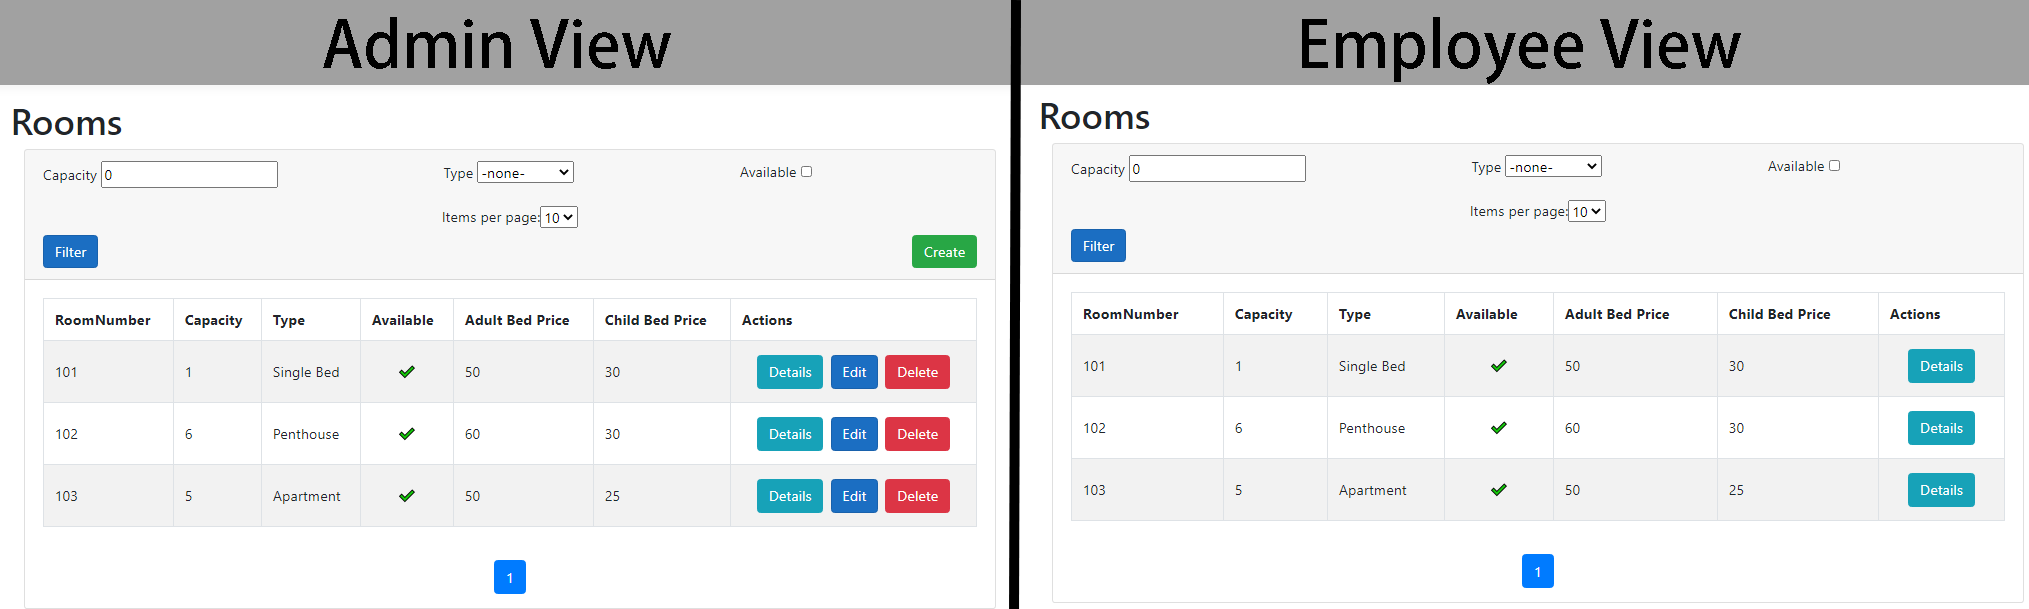 Admin View
Rooms
Capacity 0 Type -none- Available
Items per page: 10
Filter Create
RoomNumber Capacity Type Available Adult Bed Price Child Bed Price Actions
101 1 Single Bed ✔ 50 30 Details Edit Delete
102 6 Penthouse ✔ 60 30 Details Edit Delete
103 5 Apartment ✔ 50 25 Details Edit Delete
1
Employee View
Rooms
Capacity 0 Type -none- Available
Items per page: 10
Filter
RoomNumber Capacity Type Available Adult Bed Price Child Bed Price Actions
101 1 Single Bed ✔ 50 30 Details
102 6 Penthouse ✔ 60 30 Details
103 5 Apartment ✔ 50 25 Details
1